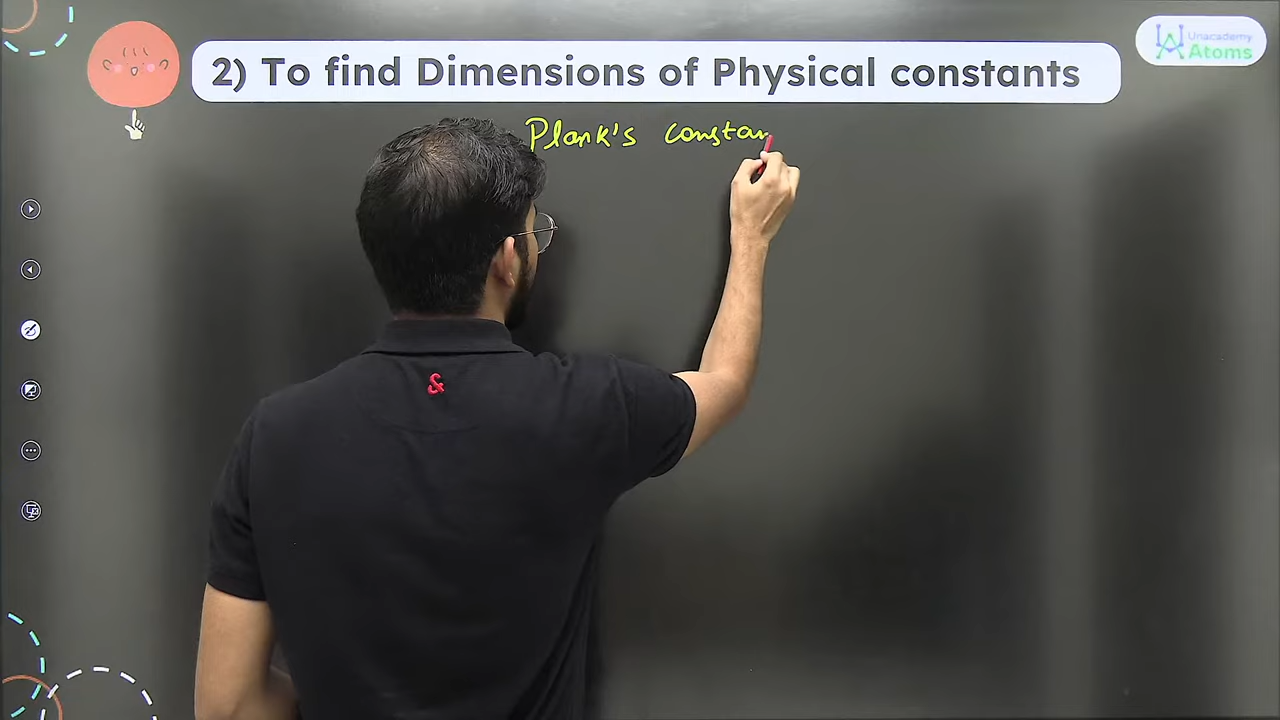 2) To find Dimensions of Physical constants
Unacademy
Atoms
Plank's constan
&